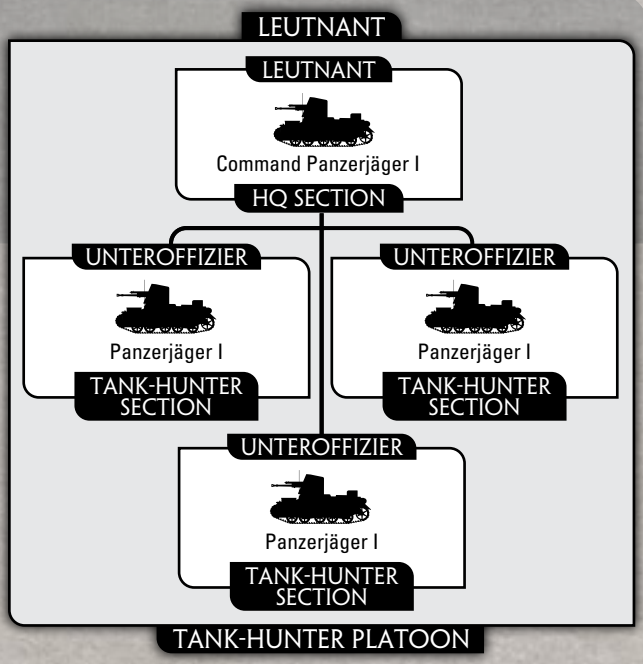 LEUTNANT
LEUTNANT
Command Panzerjäger I
HQ SECTION
UNTEROFFIZIER
Panzerjäger I
TANK-HUNTER
SECTION
UNTEROFFIZIER
Panzerjäger I
TANK-HUNTER
SECTION
UNTEROFFIZIER
Panzerjäger I
TANK-HUNTER
SECTION
TANK-HUNTER PLATOON